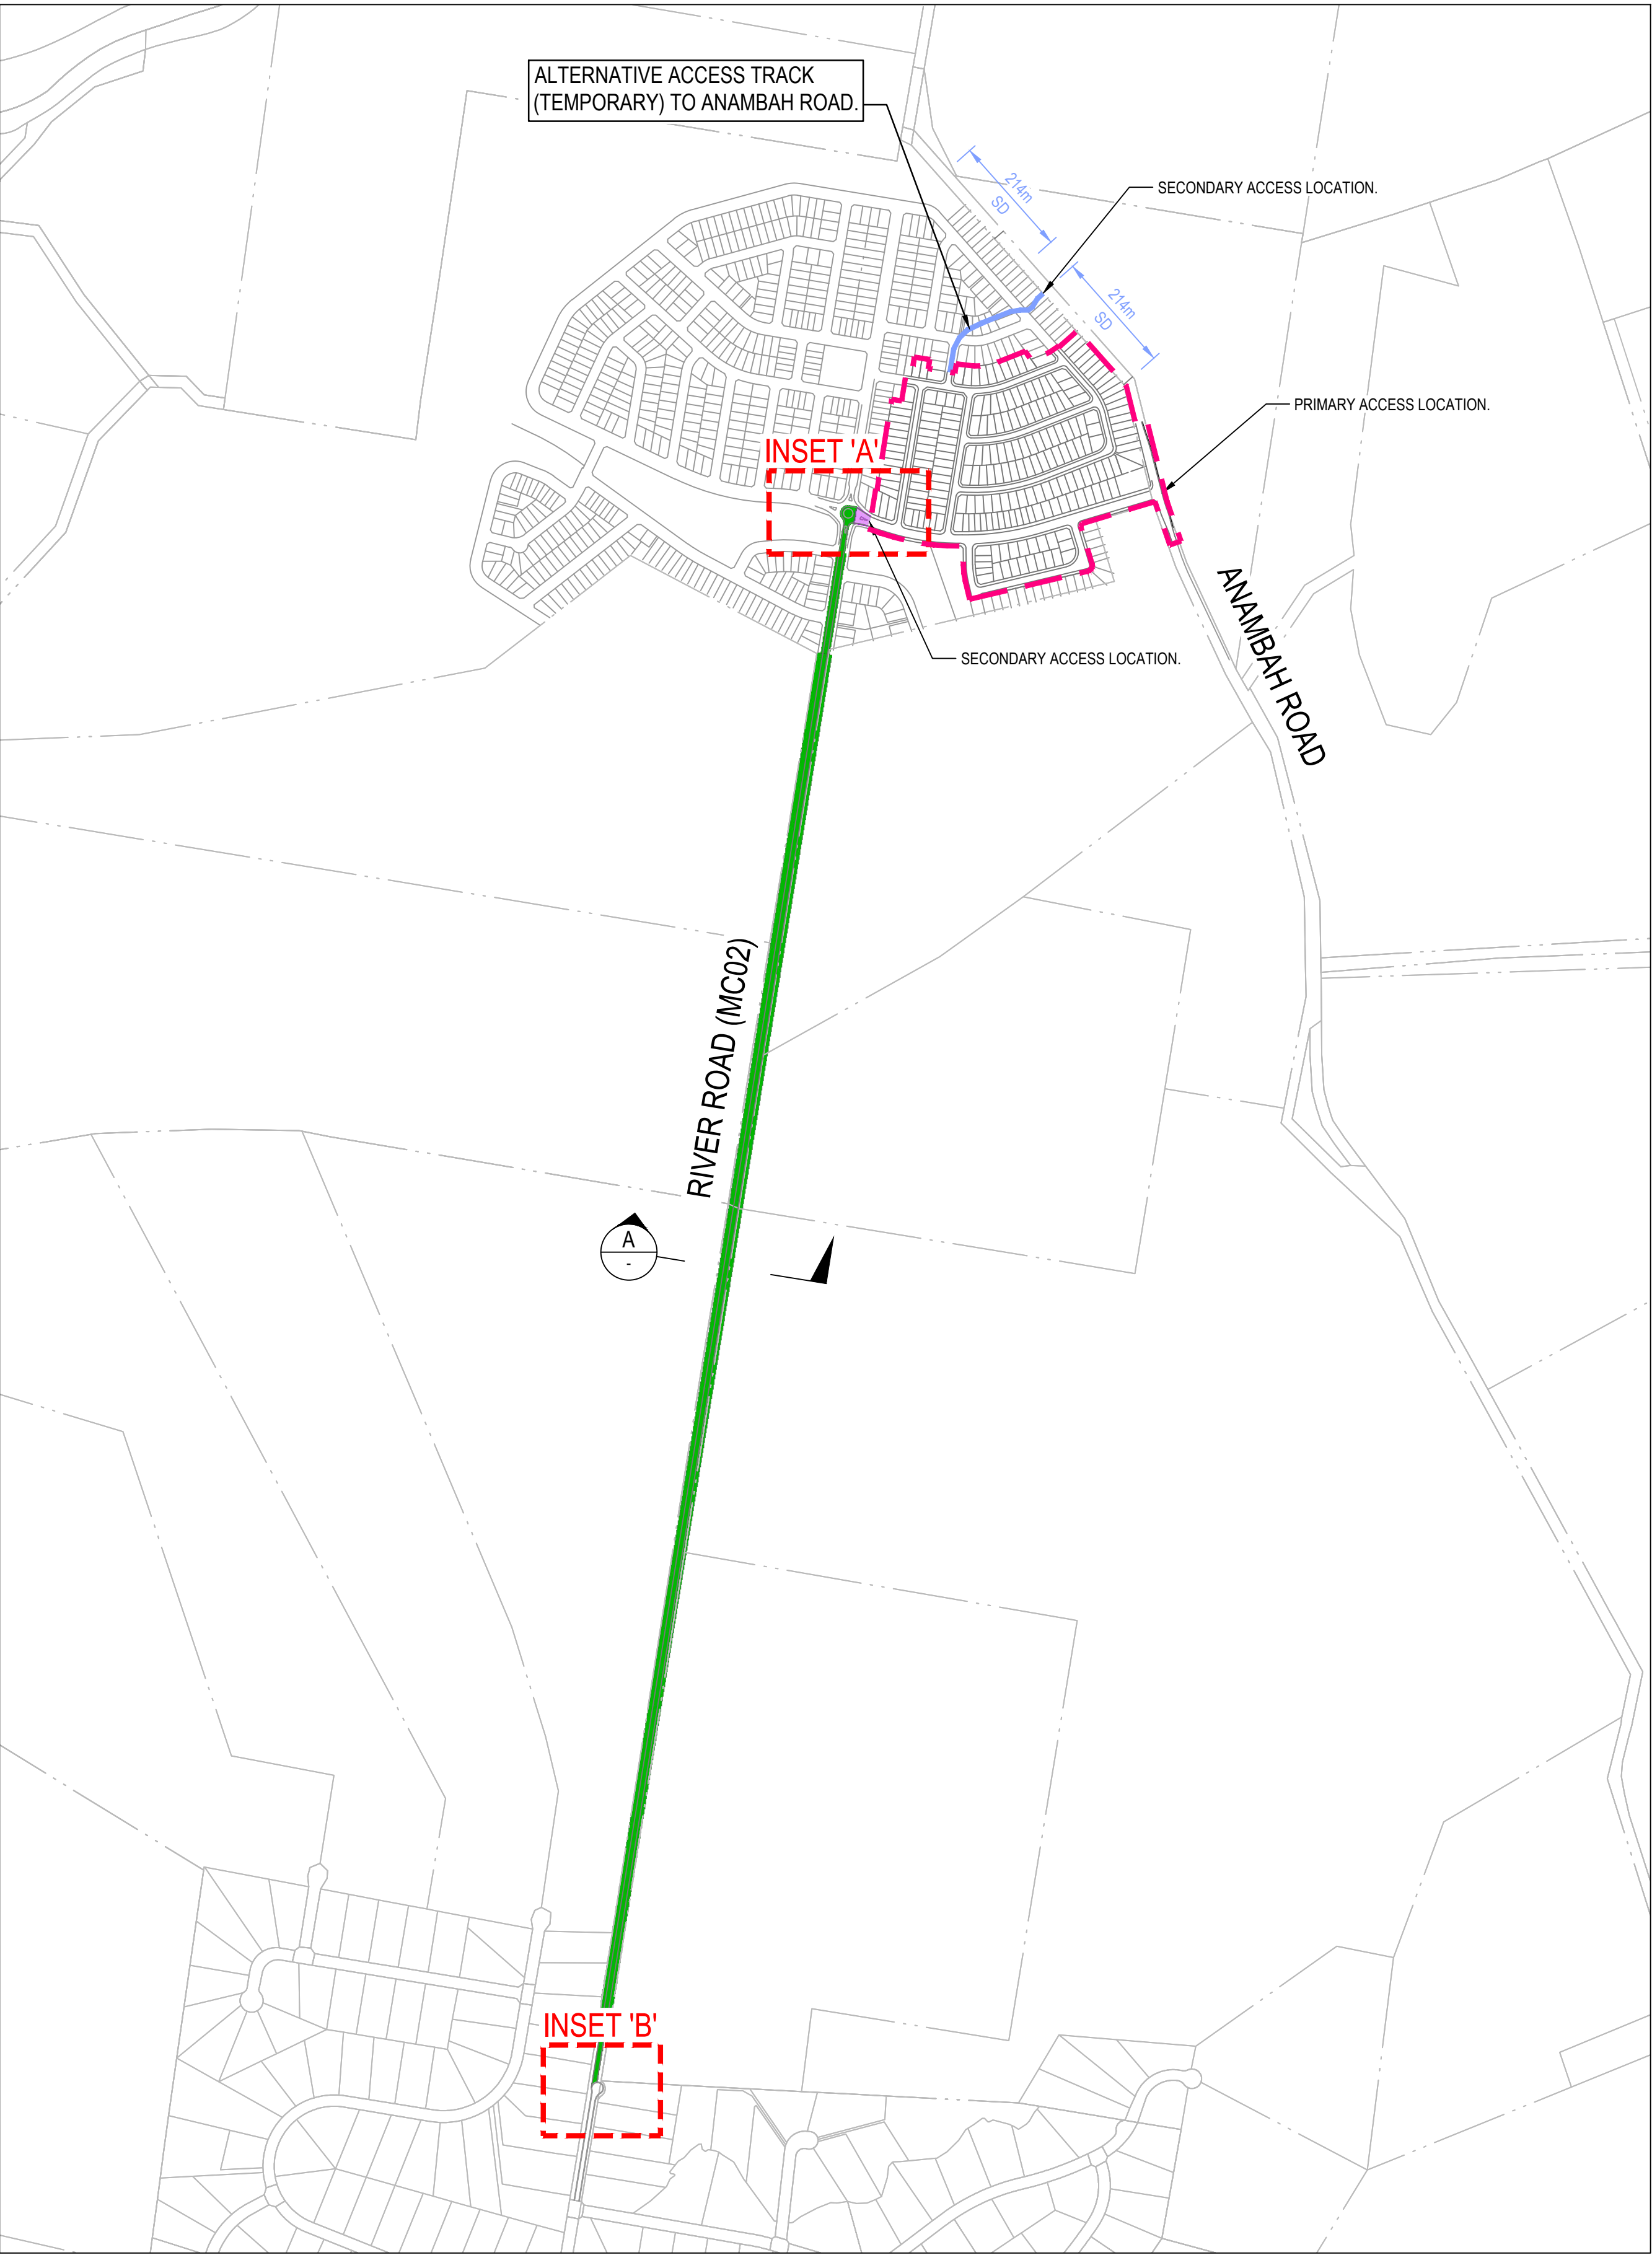 ALTERNATIVE ACCESS TRACK
(TEMPORARY) TO ANAMBAH ROAD.
214m
SD
SECONDARY ACCESS LOCATION.
214m
SD
PRIMARY ACCESS LOCATION.
INSET 'A'
ANAMBAH ROAD
SECONDARY ACCESS LOCATION.
RIVER ROAD (MC02)
A
-
INSET 'B'